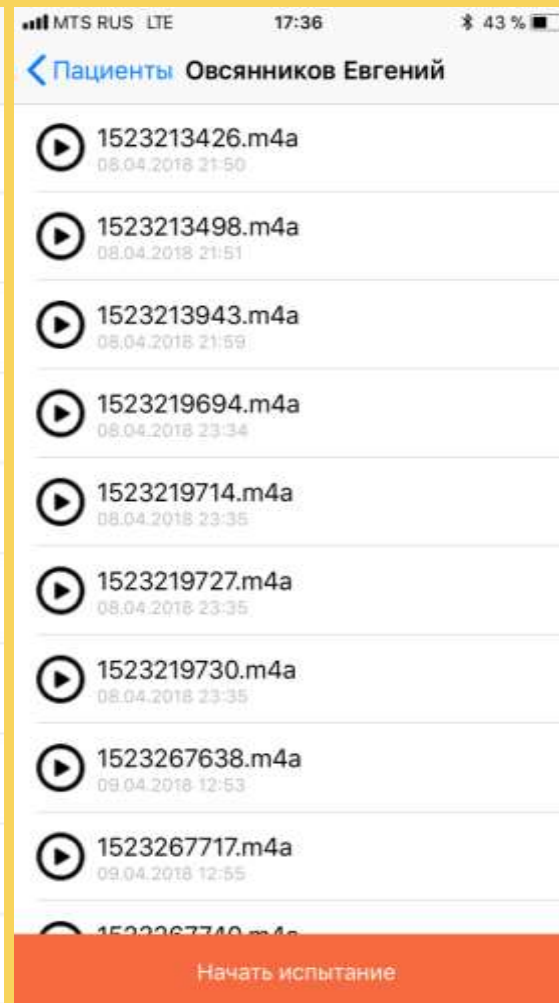 MTS RUS LTE 17:36 43 %
Пациенты Овсянников Евгений
1523213426.m4a
08.04.2018 21:50
1523213498.m4a
08.04.2018 21:51
1523213943.m4a
08.04.2018 21:59
1523219694.m4a
08.04.2018 23:34
1523219714.m4a
08.04.2018 23:35
1523219727.m4a
08.04.2018 23:35
1523219730.m4a
08.04.2018 23:35
1523267638.m4a
09.04.2018 12:53
1523267717.m4a
09.04.2018 12:55
Начать испытание